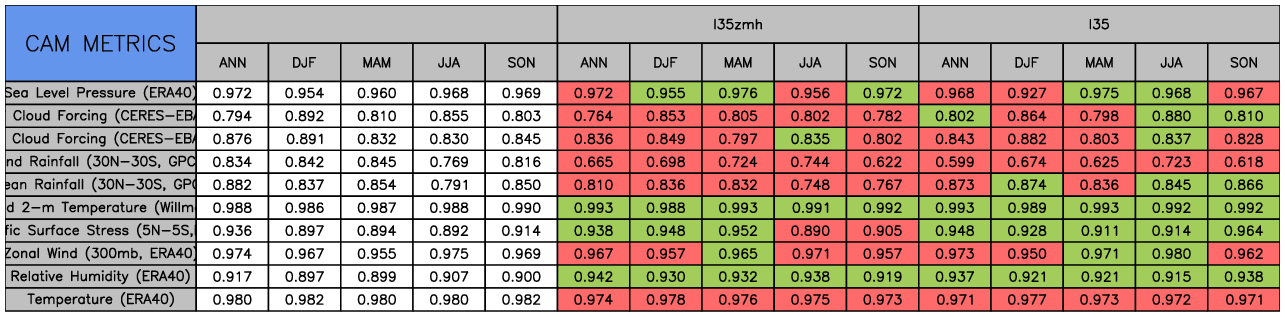 CAM METRICS I35zmh I35
ANN DJF MAM JJA SON ANN DJF MAM JJA SON ANN DJF MAM JJA SON
Sea Level Pressure (ERA40) 0.972 0.954 0.960 0.968 0.969 0.972 0.955 0.976 0.956 0.972 0.968 0.927 0.975 0.968 0.967
Cloud Forcing (CERES-EBA 0.794 0.892 0.810 0.855 0.803 0.764 0.853 0.805 0.802 0.782 0.802 0.864 0.798 0.880 0.810
Cloud Forcing (CERES-EBA 0.876 0.891 0.832 0.830 0.845 0.836 0.849 0.797 0.835 0.802 0.843 0.882 0.803 0.837 0.828
nd Rainfall (30N-30S, GPC 0.834 0.842 0.845 0.769 0.816 0.665 0.698 0.724 0.744 0.622 0.599 0.674 0.625 0.723 0.618
ean Rainfall (30N-30S, GPC 0.882 0.837 0.854 0.791 0.850 0.810 0.836 0.832 0.748 0.767 0.873 0.874 0.836 0.845 0.866
d 2-m Temperature (Willm 0.988 0.986 0.987 0.988 0.990 0.993 0.988 0.993 0.991 0.992 0.993 0.989 0.993 0.992 0.992
fic Surface Stress (5N-5S, 0.936 0.897 0.894 0.892 0.914 0.938 0.948 0.952 0.890 0.905 0.948 0.928 0.911 0.914 0.964
Zonal Wind (300mb, ERA40) 0.974 0.967 0.955 0.975 0.969 0.967 0.957 0.965 0.971 0.957 0.973 0.950 0.971 0.980 0.962
Relative Humidity (ERA40) 0.917 0.897 0.899 0.907 0.900 0.942 0.930 0.932 0.938 0.919 0.937 0.921 0.921 0.915 0.938
Temperature (ERA40) 0.980 0.982 0.980 0.980 0.982 0.974 0.978 0.976 0.975 0.973 0.971 0.977 0.973 0.972 0.971